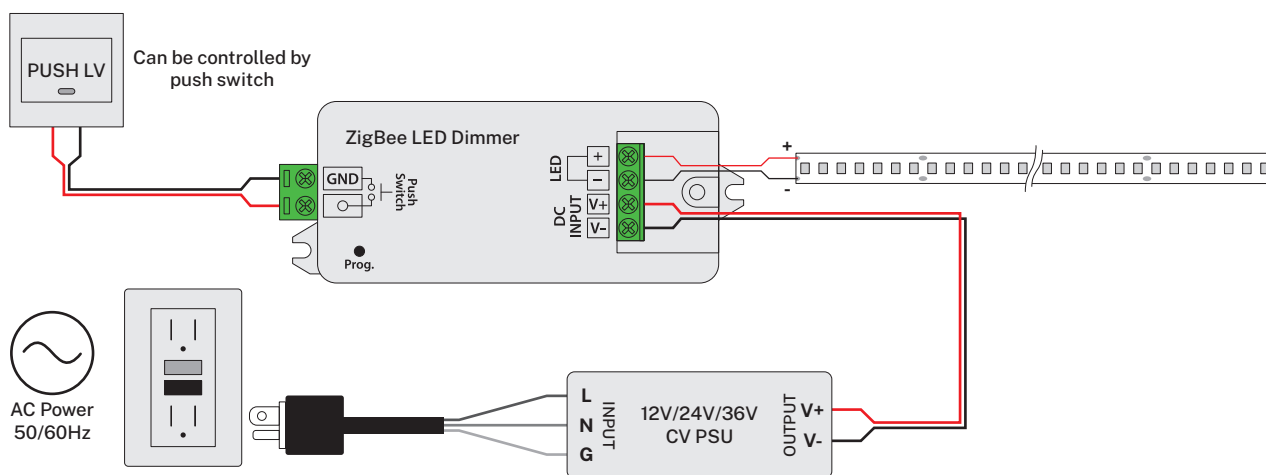 PUSH LV
Can be controlled by
push switch
ZigBee LED Dimmer
GND
Push
Switch
Prog.
LED
+
−
DC
INPUT
V+
V-
+
-
AC Power
50/60Hz
L
N
G
INPUT
12V/24V/36V
CV PSU
OUTPUT
V+
V-